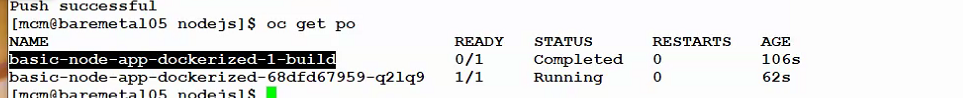 Push successful
[mcm@baremetal05 nodejs]$ oc get po
NAME READY STATUS RESTARTS AGE
basic-node-app-dockerized-1-build 0/1 Completed 0 106s
basic-node-app-dockerized-68dfd67959-q2lq9 1/1 Running 0 62s
[mcm@baremetal05 nodejs]$